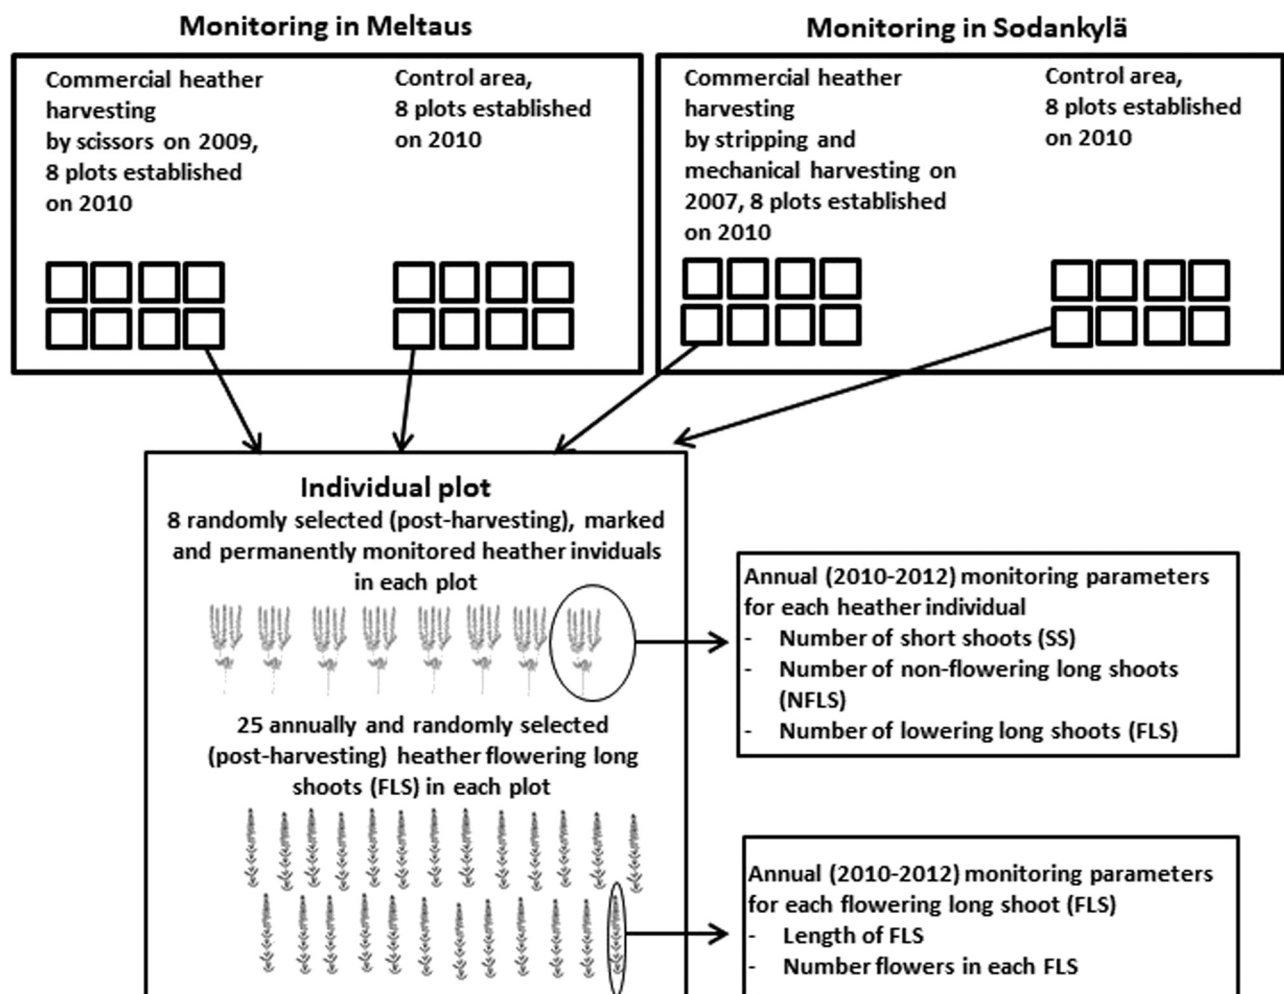 Monitoring in Meltaus
Commercial heather
harvesting
by scissors on 2009,
8 plots established
on 2010
Control area,
8 plots established
on 2010
Monitoring in Sodankylä
Commercial heather
harvesting
by stripping and
mechanical harvesting on
2007, 8 plots established
on 2010
Control area,
8 plots established
on 2010
Individual plot
8 randomly selected (post-harvesting), marked
and permanently monitored heather inviduals
in each plot
25 annually and randomly selected
(post-harvesting) heather flowering long
shoots (FLS) in each plot
Annual (2010-2012) monitoring parameters
for each heather individual
- Number of short shoots (SS)
- Number of non-flowering long shoots
(NFLS)
- Number of lowering long shoots (FLS)
Annual (2010-2012) monitoring parameters
for each flowering long shoot (FLS)
- Length of FLS
- Number flowers in each FLS